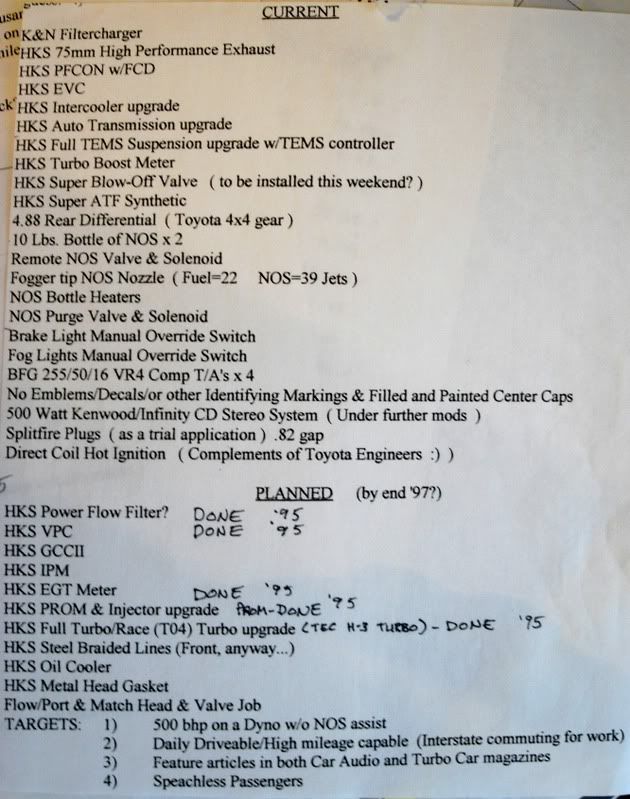 CURRENT
usar
on K&N Filtercharger
nile HKS 75mm High Performance Exhaust
HKS PFCON w/FCD
HKS EVC
ck' HKS Intercooler upgrade
HKS Auto Transmission upgrade
HKS Full TEMS Suspension upgrade w/TEMS controller
HKS Turbo Boost Meter
HKS Super Blow-Off Valve ( to be installed this weekend? )
HKS Super ATF Synthetic
4.88 Rear Differential ( Toyota 4x4 gear )
10 Lbs. Bottle of NOS x 2
Remote NOS Valve & Solenoid
Fogger tip NOS Nozzle ( Fuel=22 NOS=39 Jets )
NOS Bottle Heaters
NOS Purge Valve & Solenoid
Brake Light Manual Override Switch
Fog Lights Manual Override Switch
BFG 255/50/16 VR4 Comp T/A's x 4
No Emblems/Decals/or other Identifying Markings & Filled and Painted Center Caps
500 Watt Kenwood/Infinity CD Stereo System ( Under further mods )
Splitfire Plugs ( as a trial application ) .82 gap
Direct Coil Hot Ignition ( Complements of Toyota Engineers :) )
PLANNED (by end '97?)
HKS Power Flow Filter? DONE '95
HKS VPC DONE '95
HKS GCCII
HKS IPM
HKS EGT Meter DONE '95
HKS PROM & Injector upgrade PROM-DONE '95
HKS Full Turbo/Race (T04) Turbo upgrade (TEC H-3 TURBO) - DONE '95
HKS Steel Braided Lines (Front, anyway...)
HKS Oil Cooler
HKS Metal Head Gasket
Flow/Port & Match Head & Valve Job
TARGETS: 1) 500 bhp on a Dyno w/o NOS assist
2) Daily Driveable/High mileage capable (Interstate commuting for work)
3) Feature articles in both Car Audio and Turbo Car magazines
4) Speachless Passengers